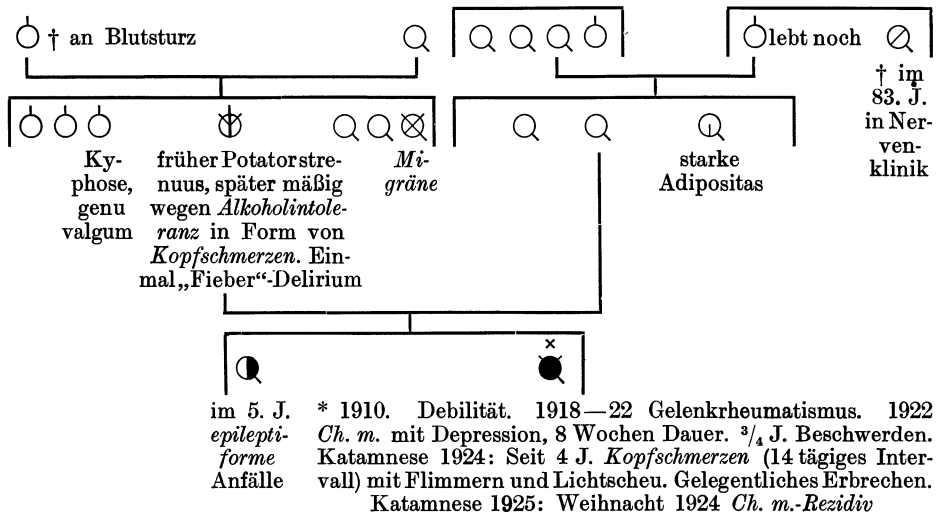 † an Blutsturz
lebt noch
† im
83. J.
in Ner-
ven-
klinik
Ky-
phose,
genu
valgum
früher Potator stre-
nuus, später mäßig
wegen Alkoholintole-
ranz in Form von
Kopfschmerzen. Ein-
mal „Fieber“-Delirium
Mi-
gräne
starke
Adipositas
×
im 5. J.
epilepti-
forme
Anfälle
* 1910. Debilität. 1918—22 Gelenkrheumatismus. 1922
Ch. m. mit Depression, 8 Wochen Dauer. ³/₄ J. Beschwerden.
Katamnese 1924: Seit 4 J. Kopfschmerzen (14 tägiges Inter-
vall) mit Flimmern und Lichtscheu. Gelegentliches Erbrechen.
Katamnese 1925: Weihnacht 1924 Ch. m.-Rezidiv